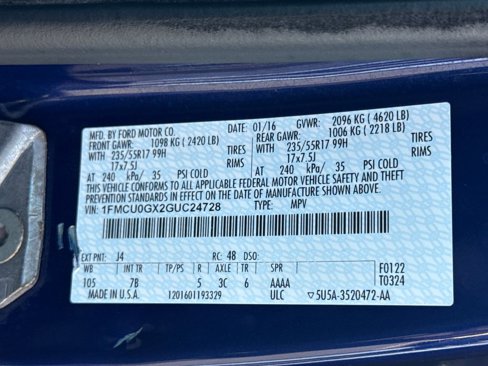 MFD. BY FORD MOTOR CO.
DATE: 01/16 GVWR: 2096 KG ( 4620 LB)
FRONT GAWR: 1098 KG ( 2420 LB) REAR GAWR: 1006 KG ( 2218 LB)
WITH 235/55R17 99H TIRES WITH 235/55R17 99H TIRES
17x7.5J RIMS 17x7.5J RIMS
AT 240 kPa/ 35 PSI COLD AT 240 kPa/ 35 PSI COLD
THIS VEHICLE CONFORMS TO ALL APPLICABLE FEDERAL MOTOR VEHICLE SAFETY AND BUMPER
AND THEFT PREVENTION STANDARDS IN EFFECT ON THE DATE OF MANUFACTURE SHOWN ABOVE.
VIN: 1FMCU0GX2GUC24728 TYPE: MPV
EXT PNT: J4 RC: 48 DSO: F0122
WB INT TR TP/PS R AXLE TR SPR T0324
105 7B 5 3C 6 AAAA
MADE IN U.S.A. 1201601193329 ULC ▽5U5A-3520472-AA